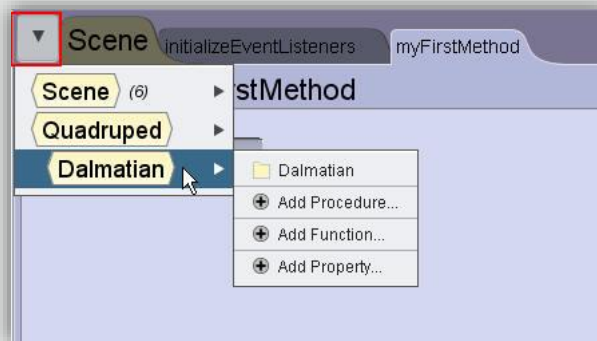 Scene initializeEventListeners myFirstMethod
Scene (6) stMethod
Quadruped
Dalmatian
Dalmatian
Add Procedure...
Add Function...
Add Property...